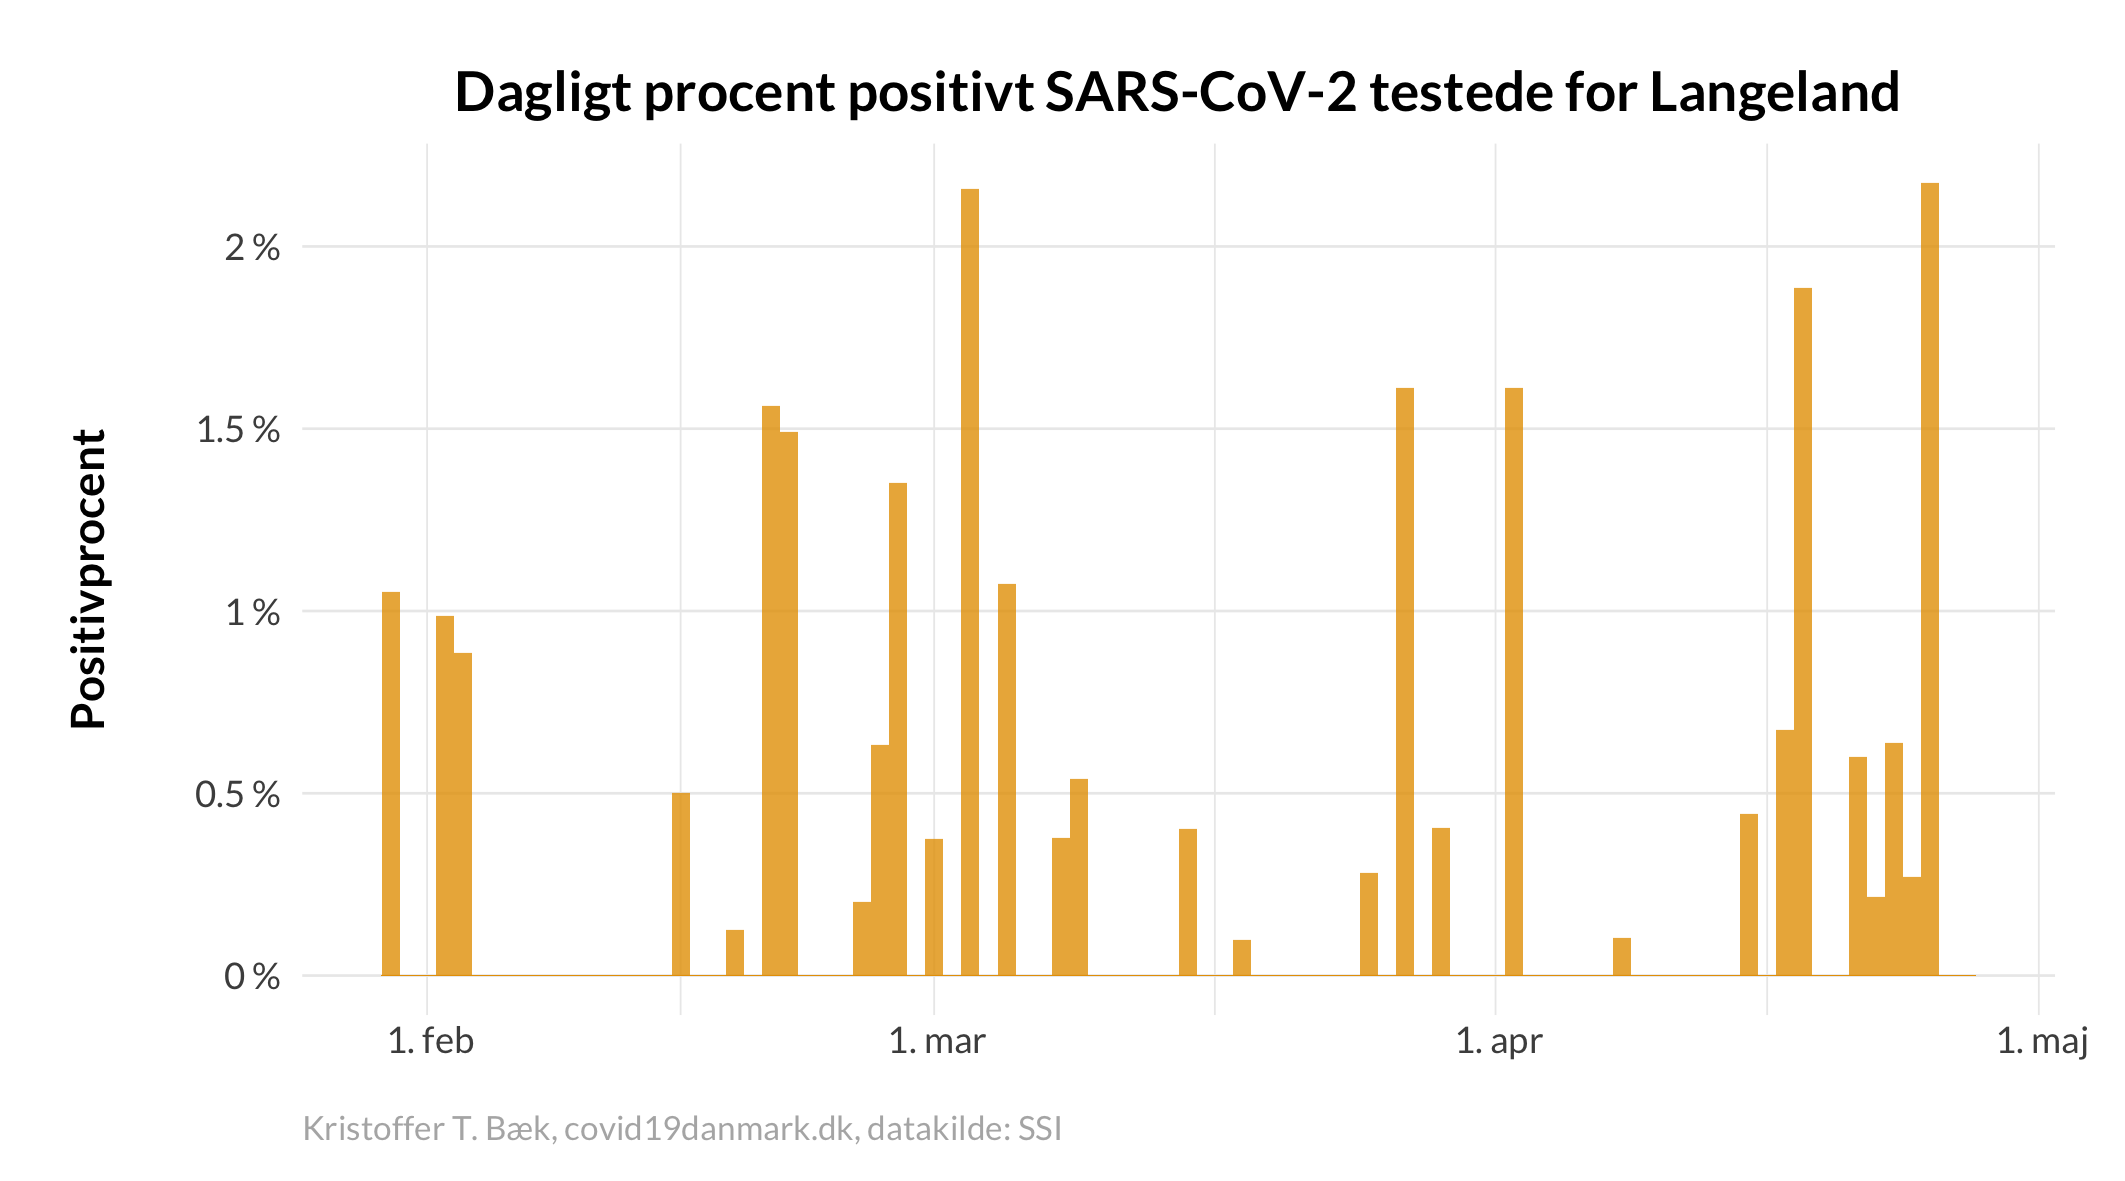 Dagligt procent positivt SARS-CoV-2 testede for Langeland
Positivprocent
2 %
1.5 %
1 %
0.5 %
0 %
1. feb
1. mar
1. apr
1. maj
Kristoffer T. Bæk, covid19danmark.dk, datakilde: SSI